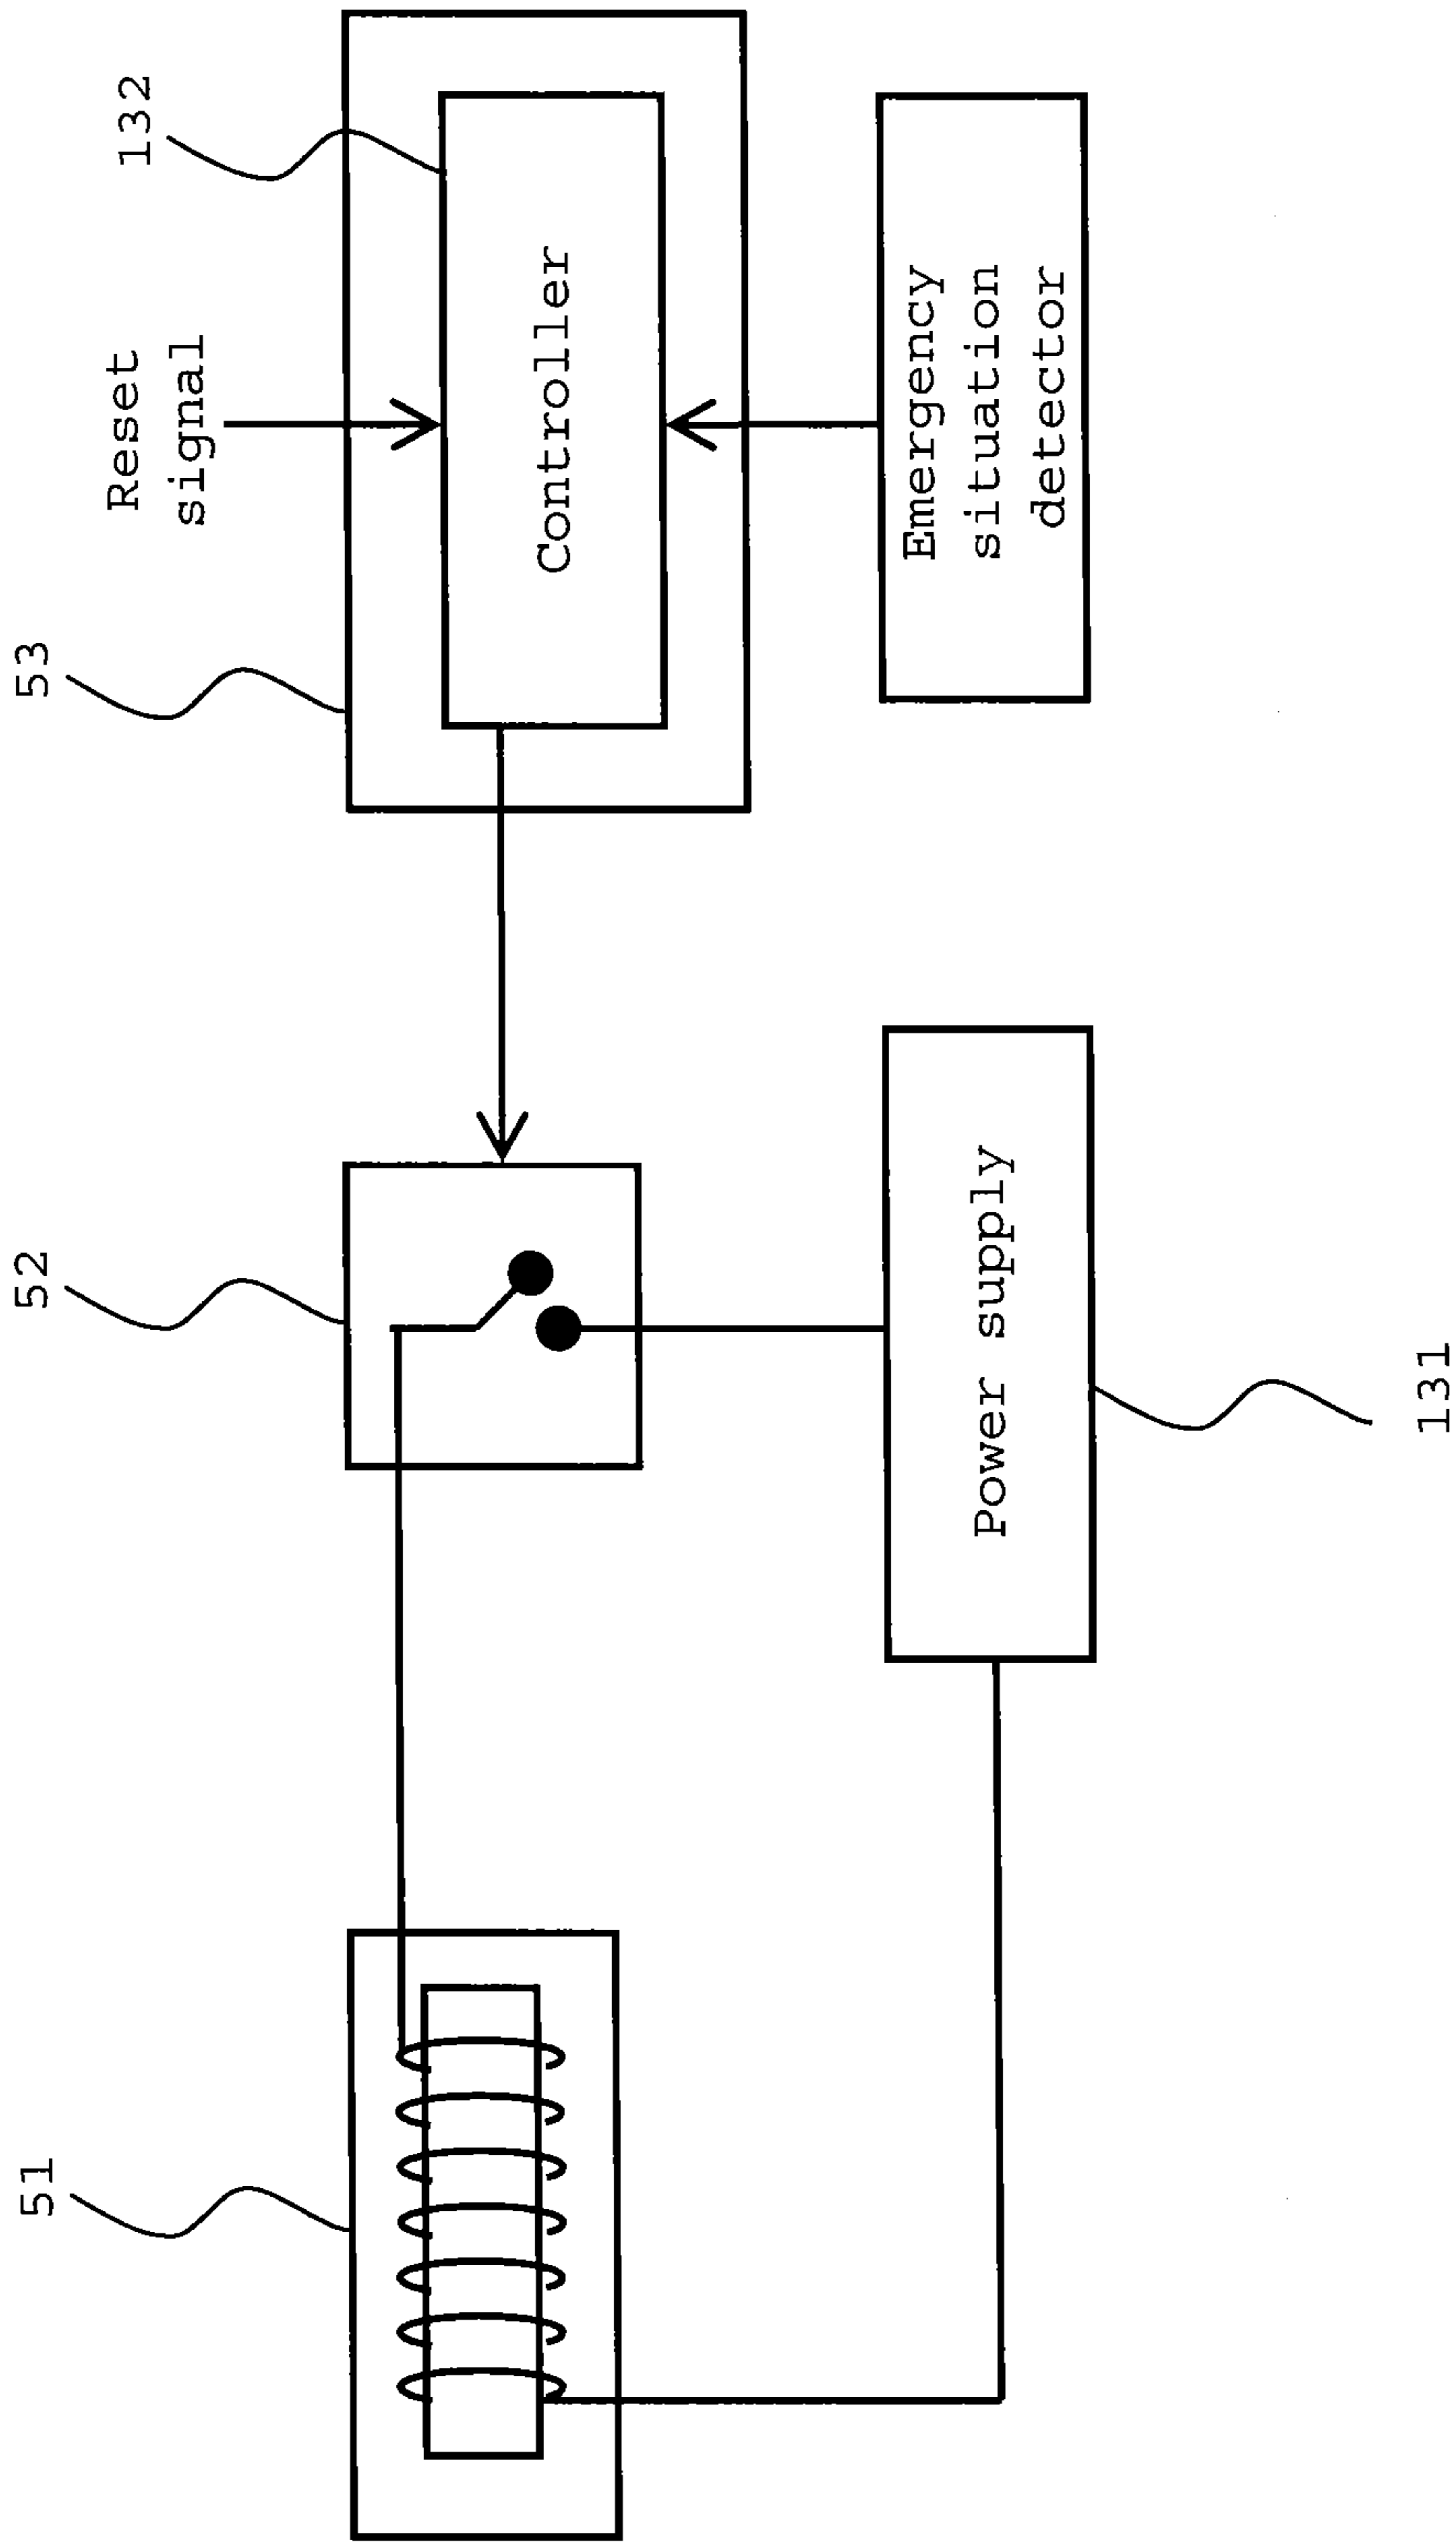 51
52
53
132
Reset
signal
Controller
Emergency
situation
detector
Power supply
131